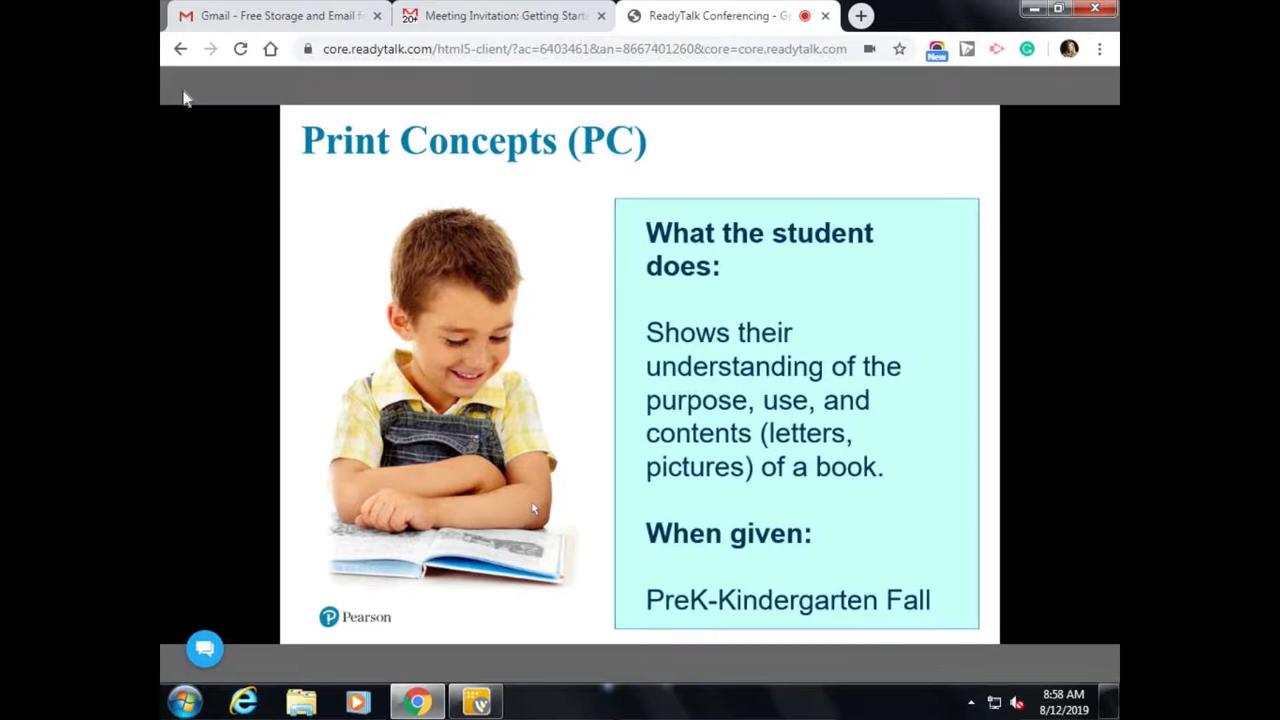 Gmail - Free Storage and Email f
20+
Meeting Invitation: Getting Start
ReadyTalk Conferencing - G
core.readytalk.com/html5-client/?ac=6403461&an=8667401260&core=core.readytalk.com
New
Print Concepts (PC)
What the student
does:
Shows their
understanding of the
purpose, use, and
contents (letters,
pictures) of a book.
When given:
PreK-Kindergarten Fall
Pearson
8:58 AM
8/12/2019